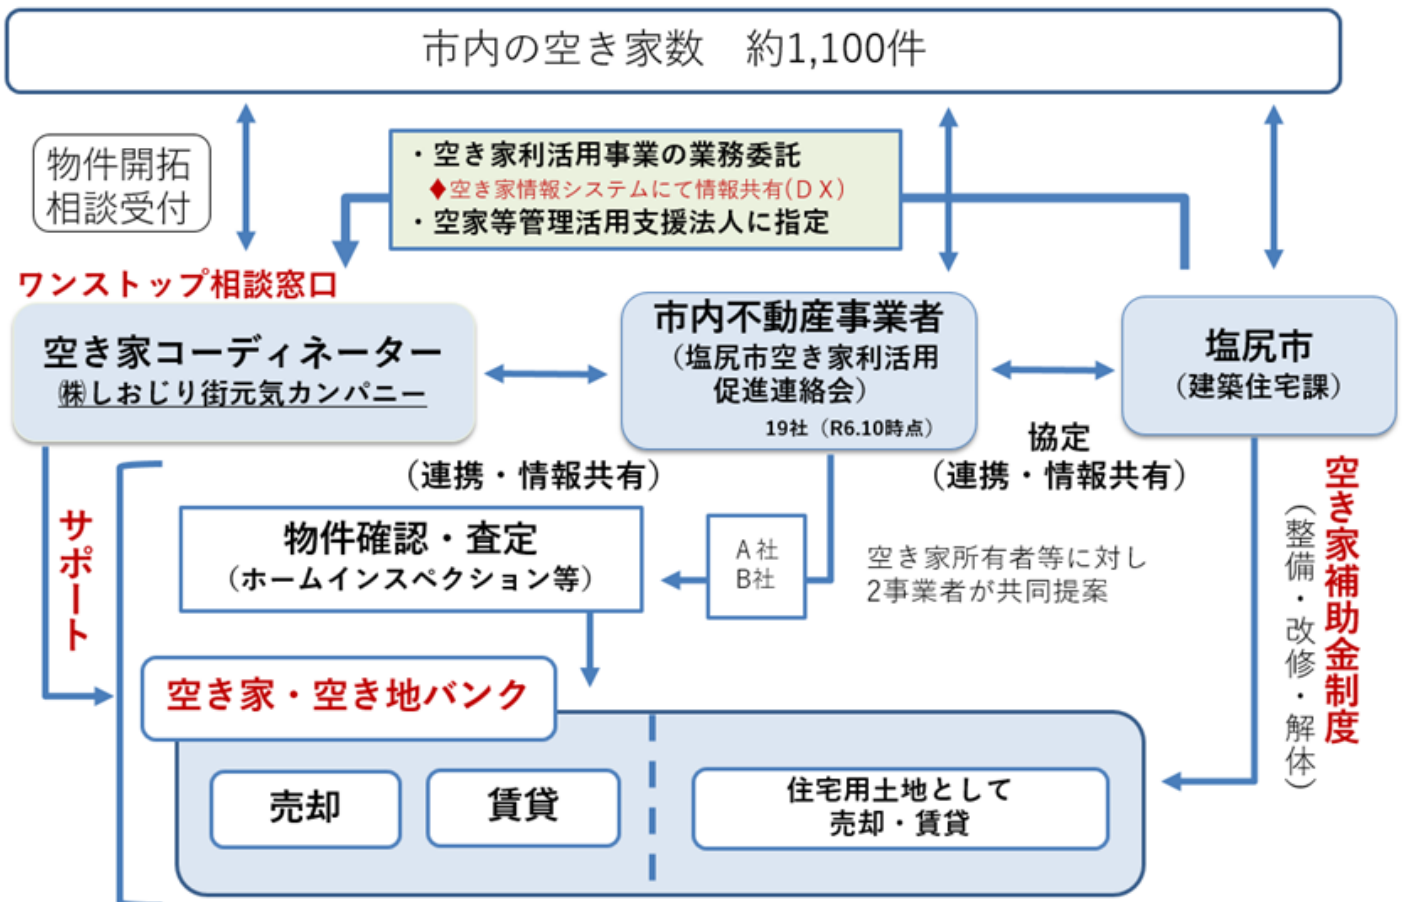 市内の空き家数　約1,100件
物件開拓
相談受付
・空き家利活用事業の業務委託
♦空き家情報システムにて情報共有(ＤＸ)
・空家等管理活用支援法人に指定
ワンストップ相談窓口
空き家コーディネーター
㈱しおじり街元気カンパニー
市内不動産事業者
（塩尻市空き家利活用
促進連絡会）
19社（R6.10時点）
塩尻市
（建築住宅課）
（連携・情報共有）
協定
（連携・情報共有）
サポート
物件確認・査定
（ホームインスペクション等）
Ａ社
Ｂ社
空き家所有者等に対し
2事業者が共同提案
空き家補助金制度
（整備・改修・解体）
空き家・空き地バンク
売却
賃貸
住宅用土地として
売却・賃貸